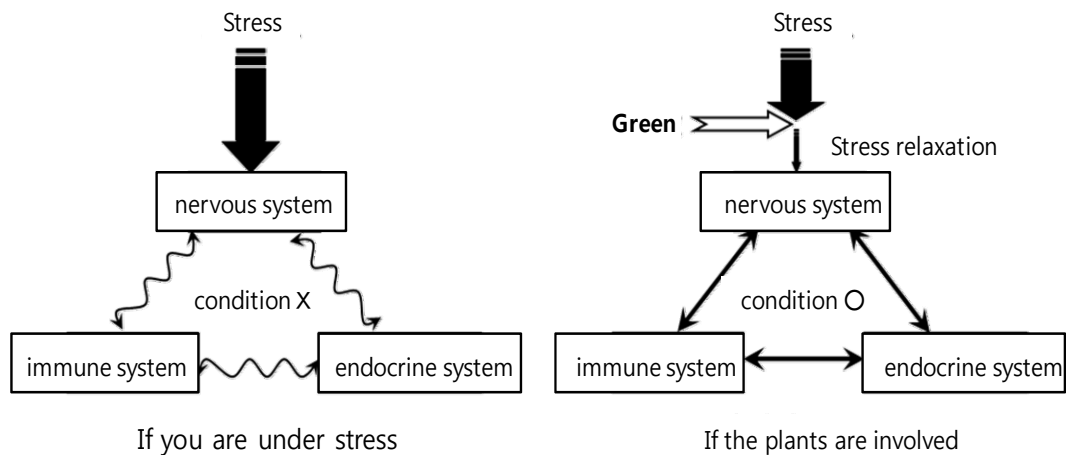 Stress
nervous system
condition X
immune system
endocrine system
If you are under stress
Stress
Green
Stress relaxation
nervous system
condition O
immune system
endocrine system
If the plants are involved